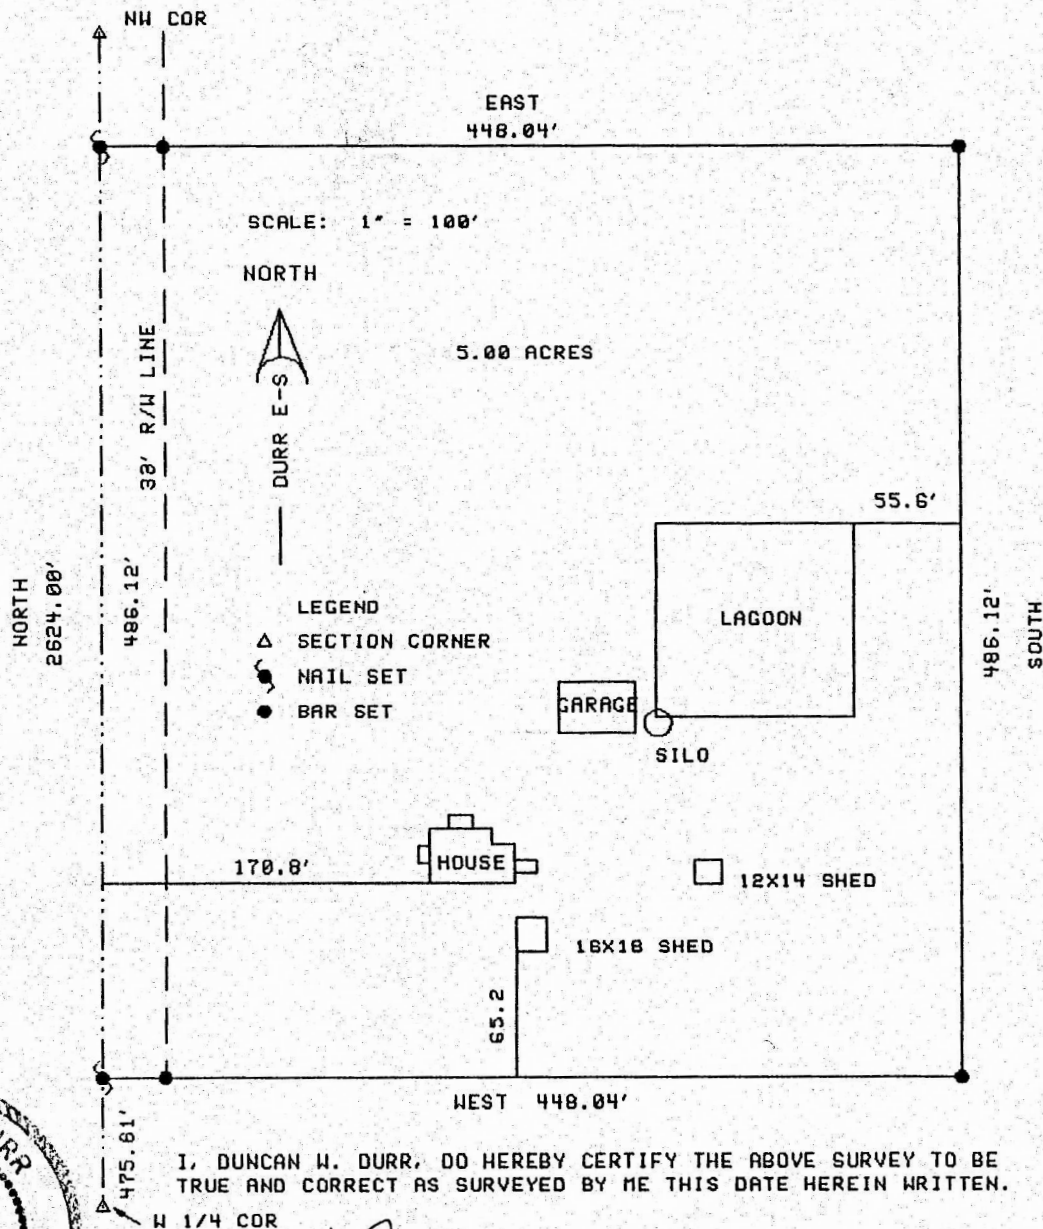 NW COR
EAST
448.04'
SCALE: 1" = 100'
NORTH
5.00 ACRES
33' R/W LINE
DURR E-S
55.6'
NORTH
2624.00'
486.12'
LEGEND
SECTION CORNER
NAIL SET
BAR SET
LAGOON
GARAGE
SILO
486.12'
SOUTH
170.8'
HOUSE
12X14 SHED
16X18 SHED
65.2
WEST 448.04'
475.61'
I, DUNCAN W. DURR, DO HEREBY CERTIFY THE ABOVE SURVEY TO BE
TRUE AND CORRECT AS SURVEYED BY ME THIS DATE HEREIN WRITTEN.
W 1/4 COR